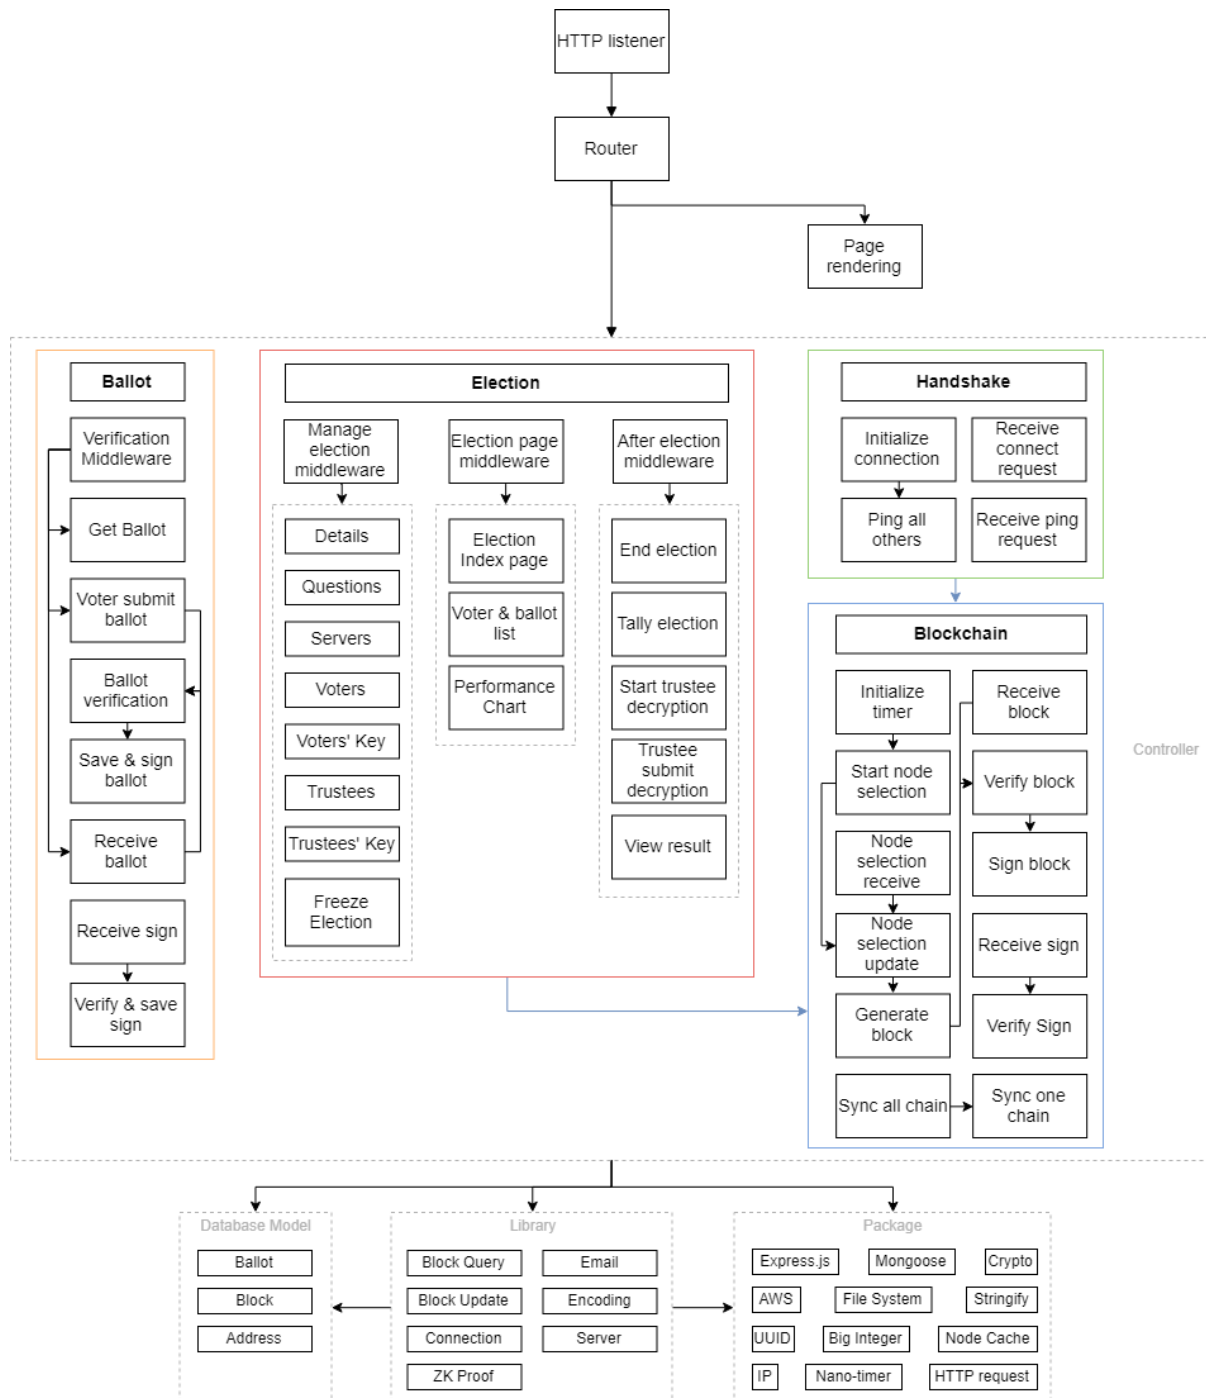 HTTP listener
Router
Page
rendering
Controller
Ballot
Verification
Middleware
Get Ballot
Voter submit
ballot
Ballot
verification
Save & sign
ballot
Receive
ballot
Receive sign
Verify & save
sign
Election
Manage
election
middleware
Details
Questions
Servers
Voters
Voters' Key
Trustees
Trustees' Key
Freeze
Election
Election page
middleware
Election
Index page
Voter & ballot
list
Performance
Chart
After election
middleware
End election
Tally election
Start trustee
decryption
Trustee
submit
decryption
View result
Handshake
Initialize
connection
Receive
connect
request
Ping all
others
Receive ping
request
Blockchain
Initialize
timer
Start node
selection
Node
selection
receive
Node
selection
update
Generate
block
Receive
block
Verify block
Sign block
Receive sign
Verify Sign
Sync all chain
Sync one
chain
Database Model
Ballot
Block
Address
Library
Block Query
Email
Block Update
Encoding
Connection
Server
ZK Proof
Package
Express.js
Mongoose
Crypto
AWS
File System
Stringify
UUID
Big Integer
Node Cache
IP
Nano-timer
HTTP request